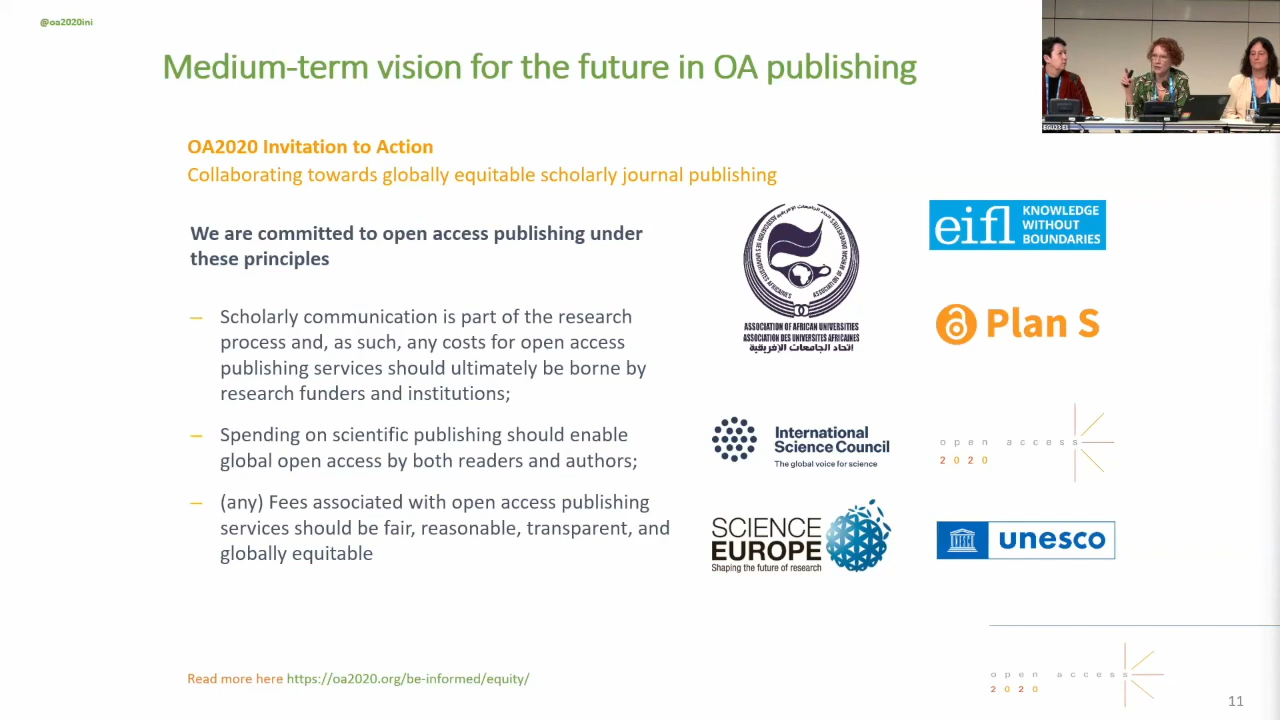 @oa2020ini
Medium-term vision for the future in OA publishing
OA2020 Invitation to Action
Collaborating towards globally equitable scholarly journal publishing
We are committed to open access publishing under
these principles
– Scholarly communication is part of the research
process and, as such, any costs for open access
publishing services should ultimately be borne by
research funders and institutions;
– Spending on scientific publishing should enable
global open access by both readers and authors;
– (any) Fees associated with open access publishing
services should be fair, reasonable, transparent, and
globally equitable
ASSOCIATION OF AFRICAN UNIVERSITIES
ASSOCIATION DES UNIVERSITES AFRICAINES
اتحاد الجامعات الإفريقية
eifl
KNOWLEDGE
WITHOUT
BOUNDARIES
Plan S
International
Science Council
The global voice for science
open access
2020
SCIENCE
EUROPE
Shaping the future of research
unesco
Read more here https://oa2020.org/be-informed/equity/
open access
2020
11